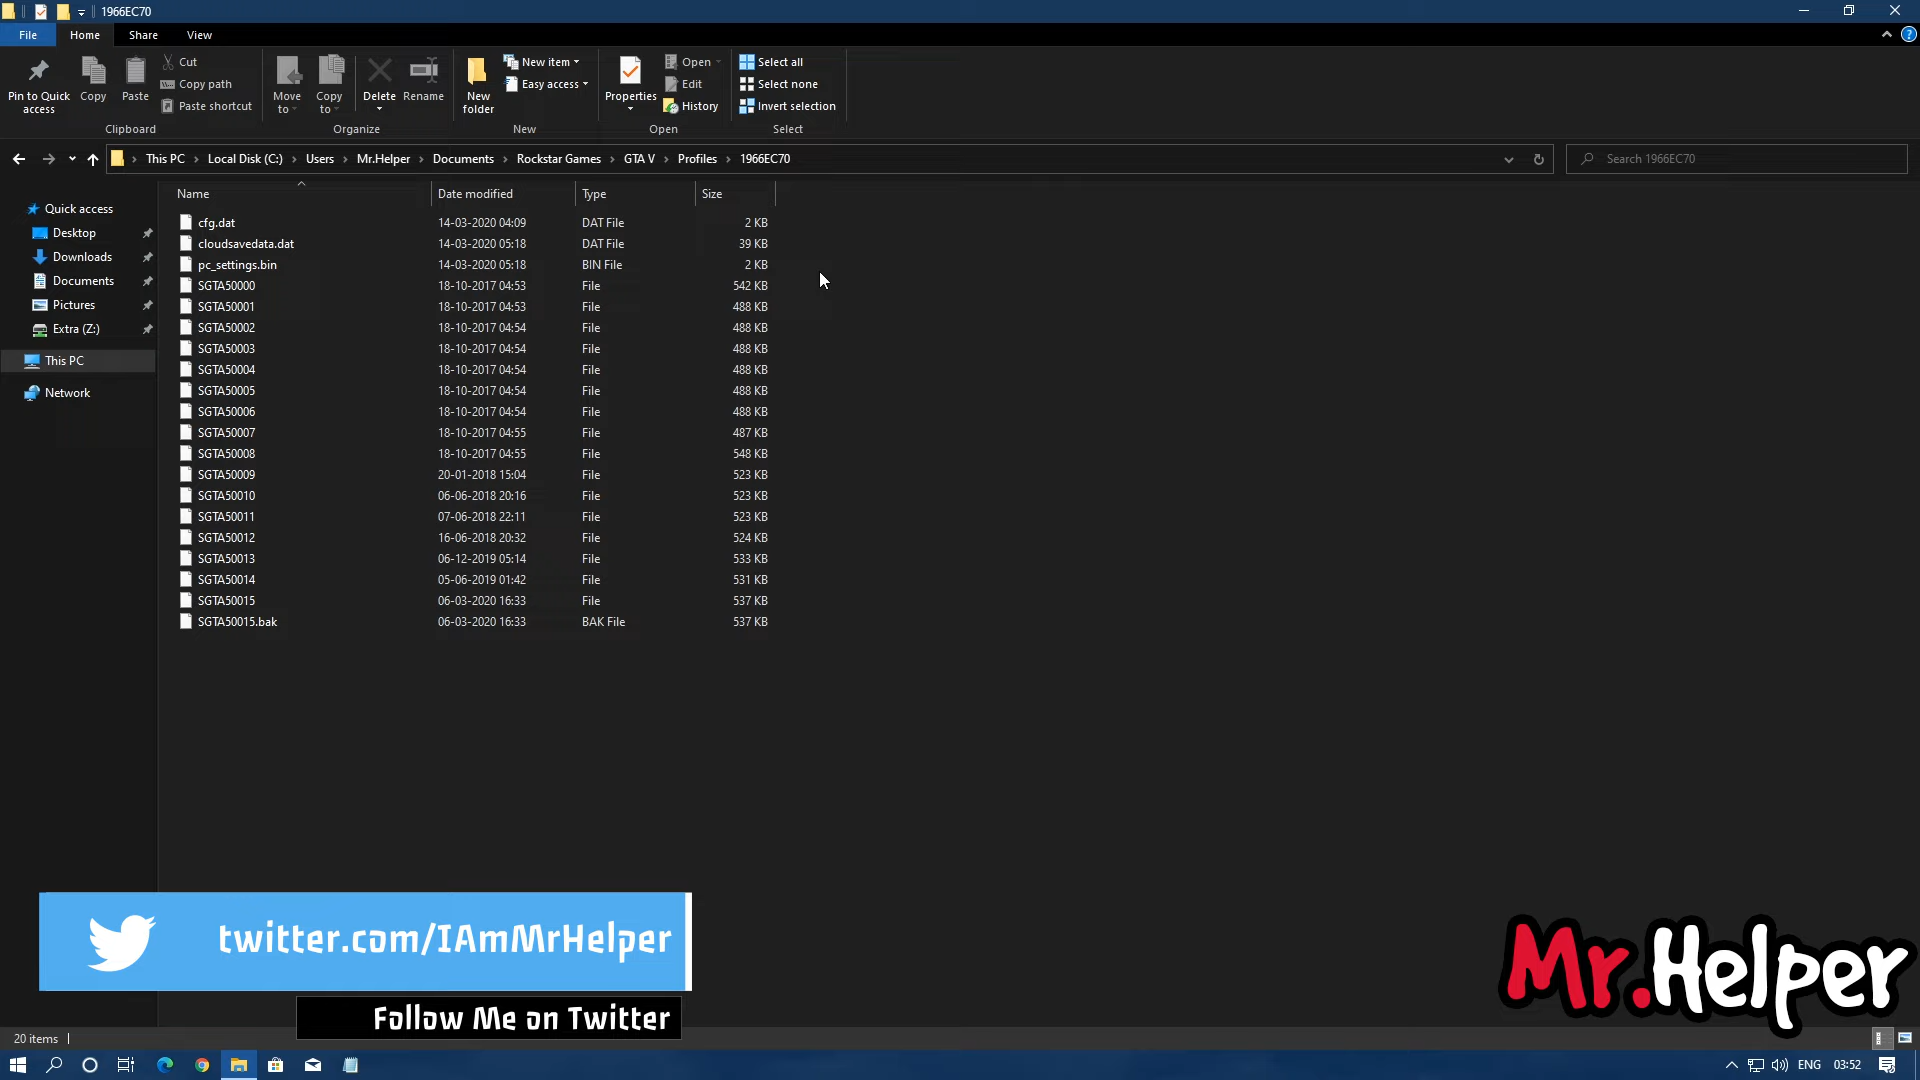 1966EC70
File Home Share View
Pin to Quick access
Copy
Paste
Cut
Copy path
Paste shortcut
Clipboard
Move to
Copy to
Delete
Rename
Organize
New folder
New item
Easy access
New
Properties
Open
Edit
History
Open
Select all
Select none
Invert selection
Select
This PC Local Disk (C:) Users Mr.Helper Documents Rockstar Games GTA V Profiles 1966EC70
Search 1966EC70
Quick access
Desktop
Downloads
Documents
Pictures
Extra (Z:)
This PC
Network
Name Date modified Type Size
cfg.dat 14-03-2020 04:09 DAT File 2 KB
cloudsavedata.dat 14-03-2020 05:18 DAT File 39 KB
pc_settings.bin 14-03-2020 05:18 BIN File 2 KB
SGTA50000 18-10-2017 04:53 File 542 KB
SGTA50001 18-10-2017 04:53 File 488 KB
SGTA50002 18-10-2017 04:54 File 488 KB
SGTA50003 18-10-2017 04:54 File 488 KB
SGTA50004 18-10-2017 04:54 File 488 KB
SGTA50005 18-10-2017 04:54 File 488 KB
SGTA50006 18-10-2017 04:54 File 488 KB
SGTA50007 18-10-2017 04:55 File 487 KB
SGTA50008 18-10-2017 04:55 File 548 KB
SGTA50009 20-01-2018 15:04 File 523 KB
SGTA50010 06-06-2018 20:16 File 523 KB
SGTA50011 07-06-2018 22:11 File 523 KB
SGTA50012 16-06-2018 20:32 File 524 KB
SGTA50013 06-12-2019 05:14 File 533 KB
SGTA50014 05-06-2019 01:42 File 531 KB
SGTA50015 06-03-2020 16:33 File 537 KB
SGTA50015.bak 06-03-2020 16:33 BAK File 537 KB
twitter.com/IAmMrHelper
Follow Me on Twitter
Mr.Helper
20 items
ENG 03:52